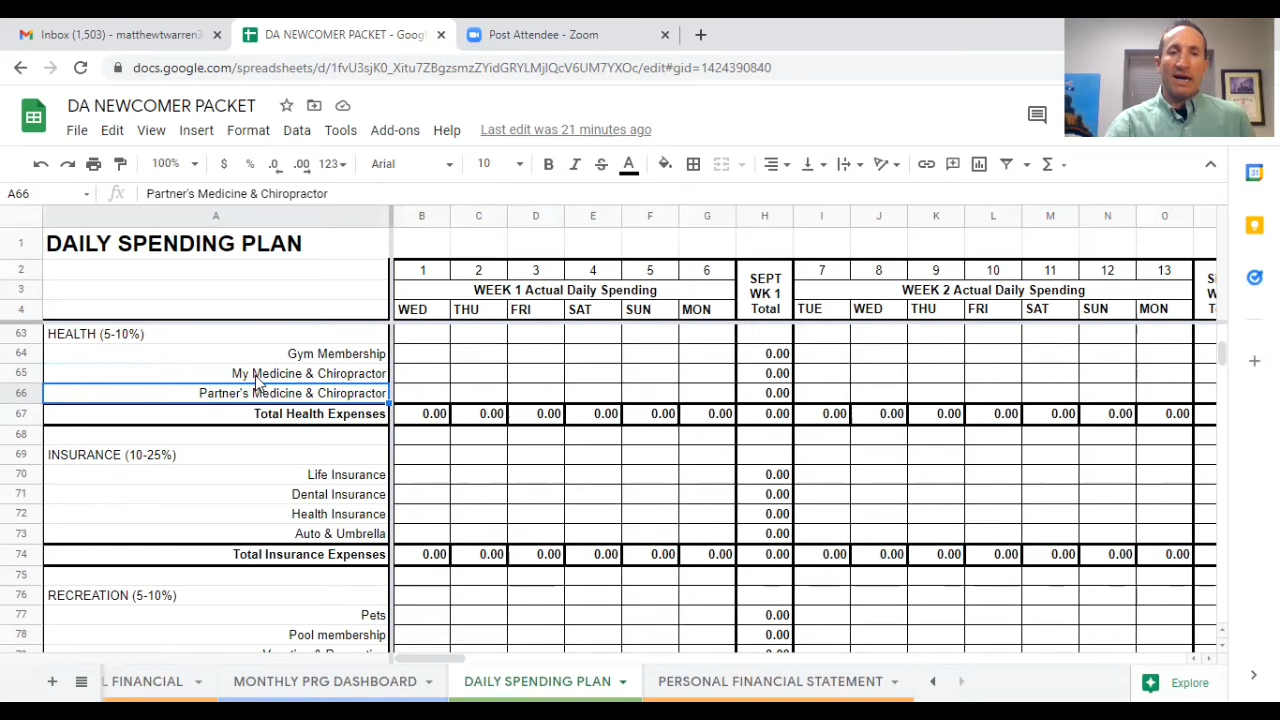 Inbox (1,503) - matthewtwarren3
DA NEWCOMER PACKET - Goog
Post Attendee - Zoom
docs.google.com/spreadsheets/d/1fvU3sjK0_Xitu7ZBgzsmzZYidGRYLMjlQcV6UM7YXOc/edit#gid=1424390840
DA NEWCOMER PACKET
File Edit View Insert Format Data Tools Add-ons Help Last edit was 21 minutes ago
100% $ % .0 .00 123 Arial 10 B I S A
A66 fx Partner's Medicine & Chiropractor
A B C D E F G H I J K L M N O
1 DAILY SPENDING PLAN
2 1 2 3 4 5 6 SEPT 7 8 9 10 11 12 13
3 WEEK 1 Actual Daily Spending WK 1 WEEK 2 Actual Daily Spending
4 WED THU FRI SAT SUN MON Total TUE WED THU FRI SAT SUN MON
63 HEALTH (5-10%)
64 Gym Membership 0.00
65 My Medicine & Chiropractor 0.00
66 Partner's Medicine & Chiropractor 0.00
67 Total Health Expenses 0.00 0.00 0.00 0.00 0.00 0.00 0.00 0.00 0.00 0.00 0.00 0.00 0.00 0.00
68
69 INSURANCE (10-25%)
70 Life Insurance 0.00
71 Dental Insurance 0.00
72 Health Insurance 0.00
73 Auto & Umbrella 0.00
74 Total Insurance Expenses 0.00 0.00 0.00 0.00 0.00 0.00 0.00 0.00 0.00 0.00 0.00 0.00 0.00 0.00
75
76 RECREATION (5-10%)
77 Pets 0.00
78 Pool membership 0.00
L FINANCIAL MONTHLY PRG DASHBOARD DAILY SPENDING PLAN PERSONAL FINANCIAL STATEMENT Explore